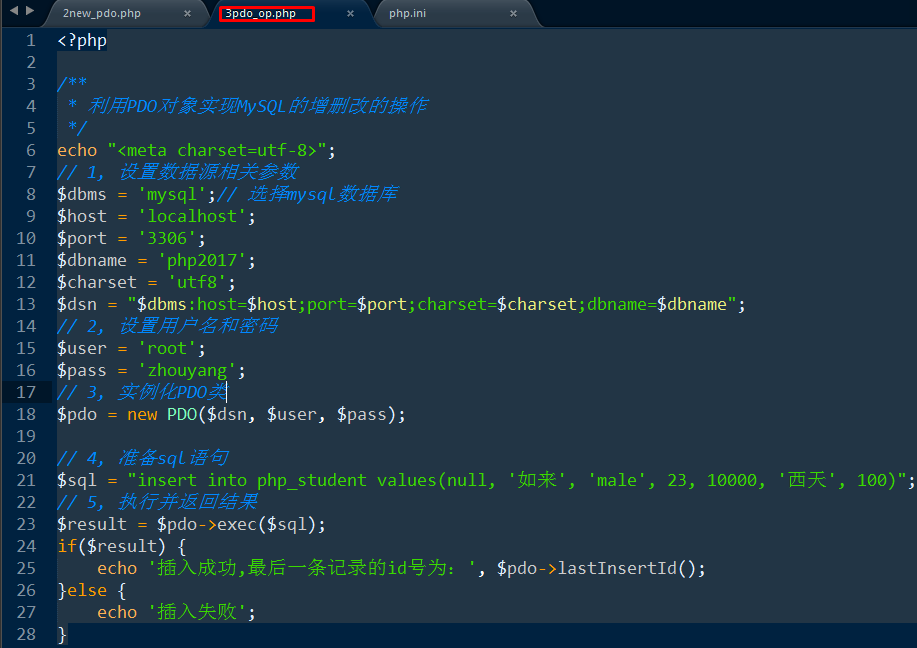 2new_pdo.php × 3pdo_op.php × php.ini ×
1 <?php
2
3 /**
4  * 利用PDO对象实现MySQL的增删改的操作
5  */
6 echo "<meta charset=utf-8>";
7 // 1, 设置数据源相关参数
8 $dbms = 'mysql';// 选择mysql数据库
9 $host = 'localhost';
10 $port = '3306';
11 $dbname = 'php2017';
12 $charset = 'utf8';
13 $dsn = "$dbms:host=$host;port=$port;charset=$charset;dbname=$dbname";
14 // 2, 设置用户名和密码
15 $user = 'root';
16 $pass = 'zhouyang';
17 // 3, 实例化PDO类
18 $pdo = new PDO($dsn, $user, $pass);
19
20 // 4, 准备sql语句
21 $sql = "insert into php_student values(null, '如来', 'male', 23, 10000, '西天', 100)";
22 // 5, 执行并返回结果
23 $result = $pdo->exec($sql);
24 if($result) {
25     echo '插入成功,最后一条记录的id号为: ', $pdo->lastInsertId();
26 }else {
27     echo '插入失败';
28 }